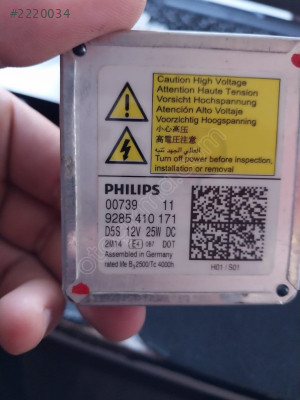 #2220034
Caution High Voltage
Attention Haute Tension
Vorsicht Hochspannung
Atención Alto Voltaje
Voorzichtig Hoogspanning
小心高压
高電圧注意
Turn off power before inspection,
installation or removal
PHILIPS
00739 11
9285 410 171
D5S 12V 25W DC
2M14 E4 087 DOT
Assembled in Germany
rated life B3 2500/Tc 4000h
H01 / S01